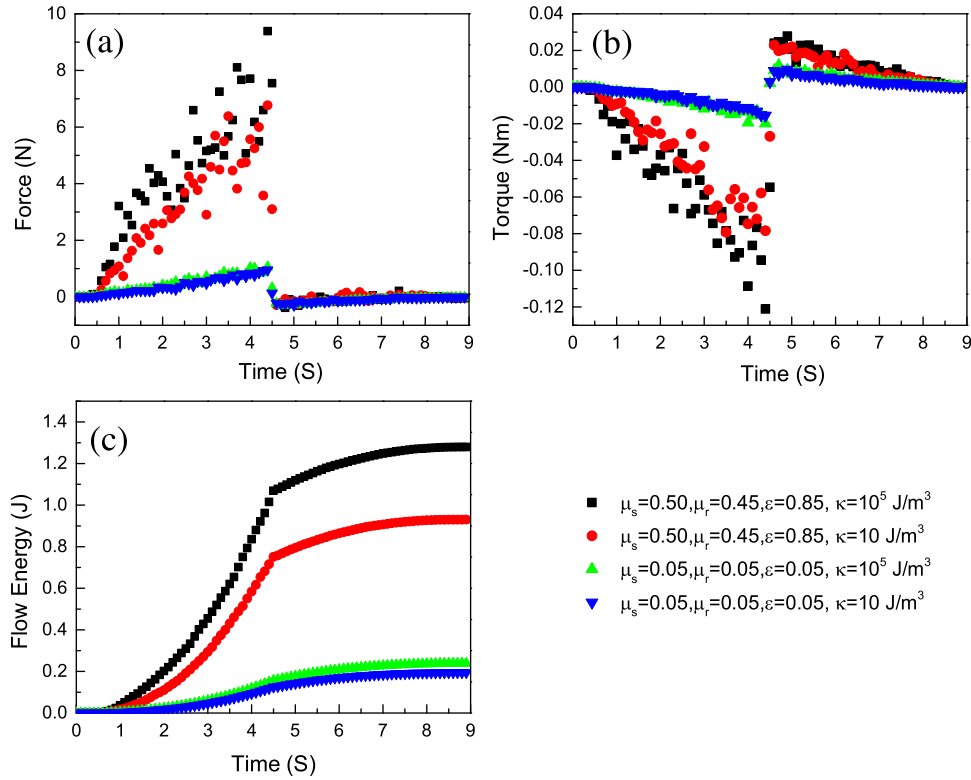 (a)
10
8
6
4
2
0
Force (N)
0 1 2 3 4 5 6 7 8 9
Time (S)
(b)
0.04
0.02
0.00
-0.02
-0.04
-0.06
-0.08
-0.10
-0.12
Torque (Nm)
0 1 2 3 4 5 6 7 8 9
Time (S)
(c)
1.4
1.2
1.0
0.8
0.6
0.4
0.2
0.0
Flow Energy (J)
0 1 2 3 4 5 6 7 8 9
Time (S)
μₛ=0.50,μᵣ=0.45,ε=0.85, κ=10⁵ J/m³
μₛ=0.50,μᵣ=0.45,ε=0.85, κ=10 J/m³
μₛ=0.05,μᵣ=0.05,ε=0.05, κ=10⁵ J/m³
μₛ=0.05,μᵣ=0.05,ε=0.05, κ=10 J/m³